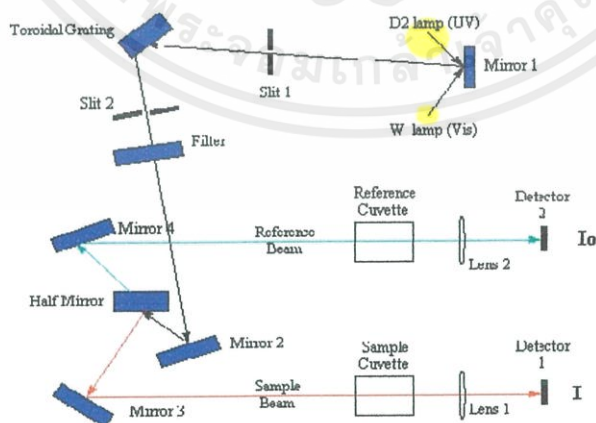 Toroidal Grating
D2 lamp (UV)
Mirror 1
Slit 1
W lamp (Vis)
Slit 2
Filter
Mirror 4
Reference
Cuvette
Detector
2
Reference
Beam
Lens 2
Io
Half Mirror
Mirror 2
Sample
Cuvette
Detector
1
Mirror 3
Sample
Beam
Lens 1
I